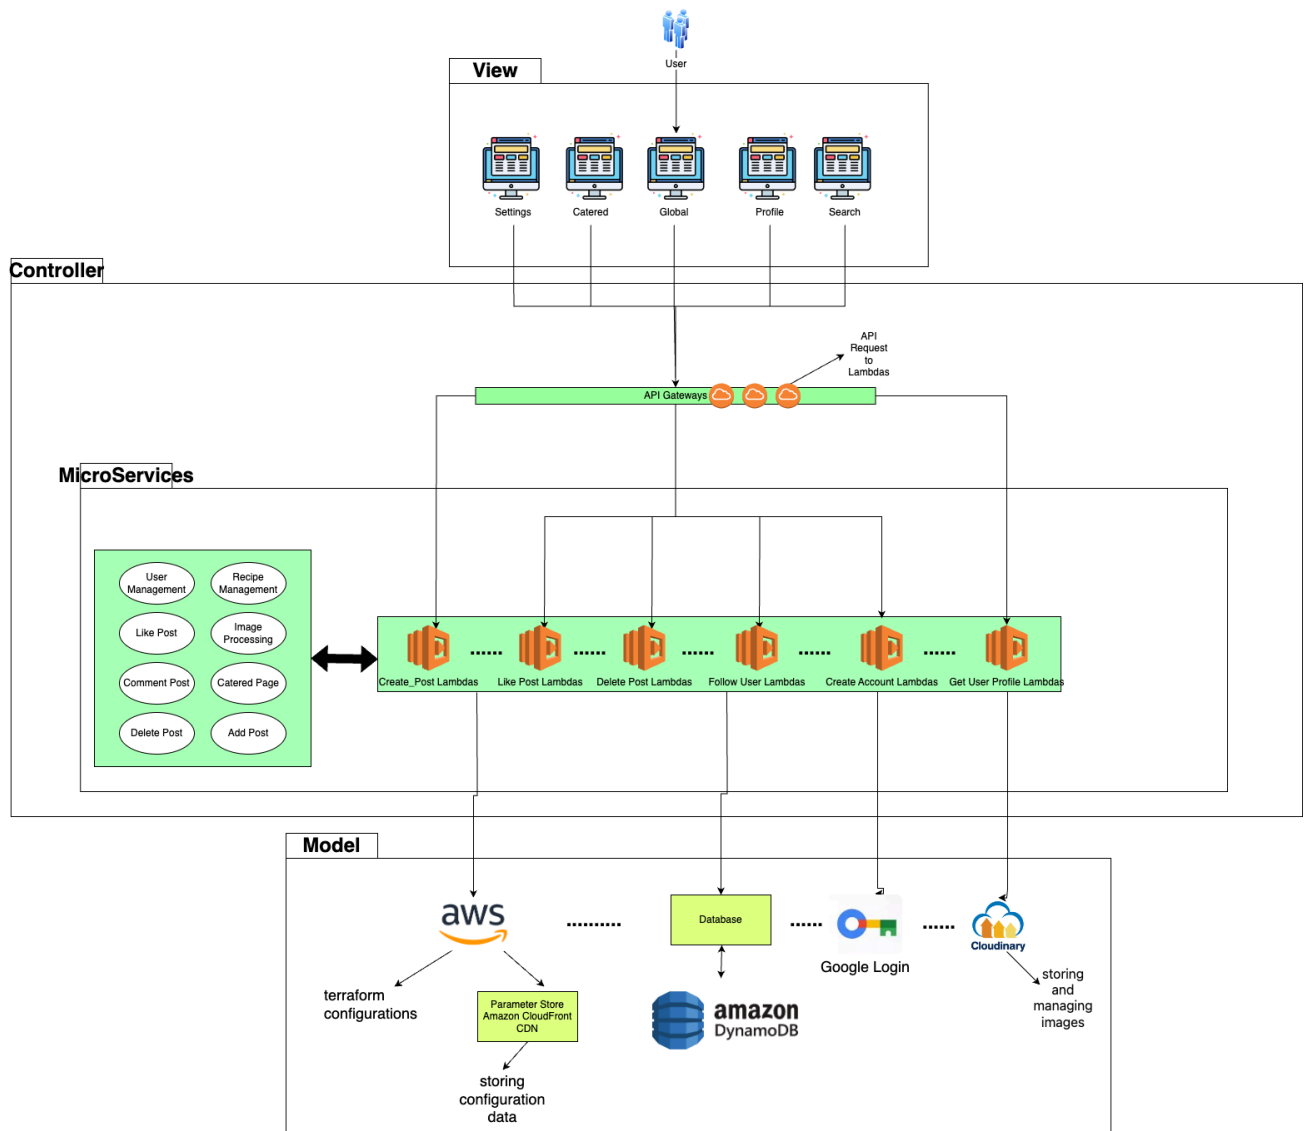 User
View
Settings
Catered
Global
Profile
Search
Controller
API
Request
to
Lambdas
API Gateways
MicroServices
User
Management
Recipe
Management
Like Post
Image
Processing
Comment Post
Catered Page
Delete Post
Add Post
Create_Post Lambdas
Like Post Lambdas
Delete Post Lambdas
Follow User Lambdas
Create Account Lambdas
Get User Profile Lambdas
Model
aws
Database
Google Login
Cloudinary
terraform
configurations
Parameter Store
Amazon CloudFront
CDN
amazon
DynamoDB
storing
and
managing
images
storing
configuration
data